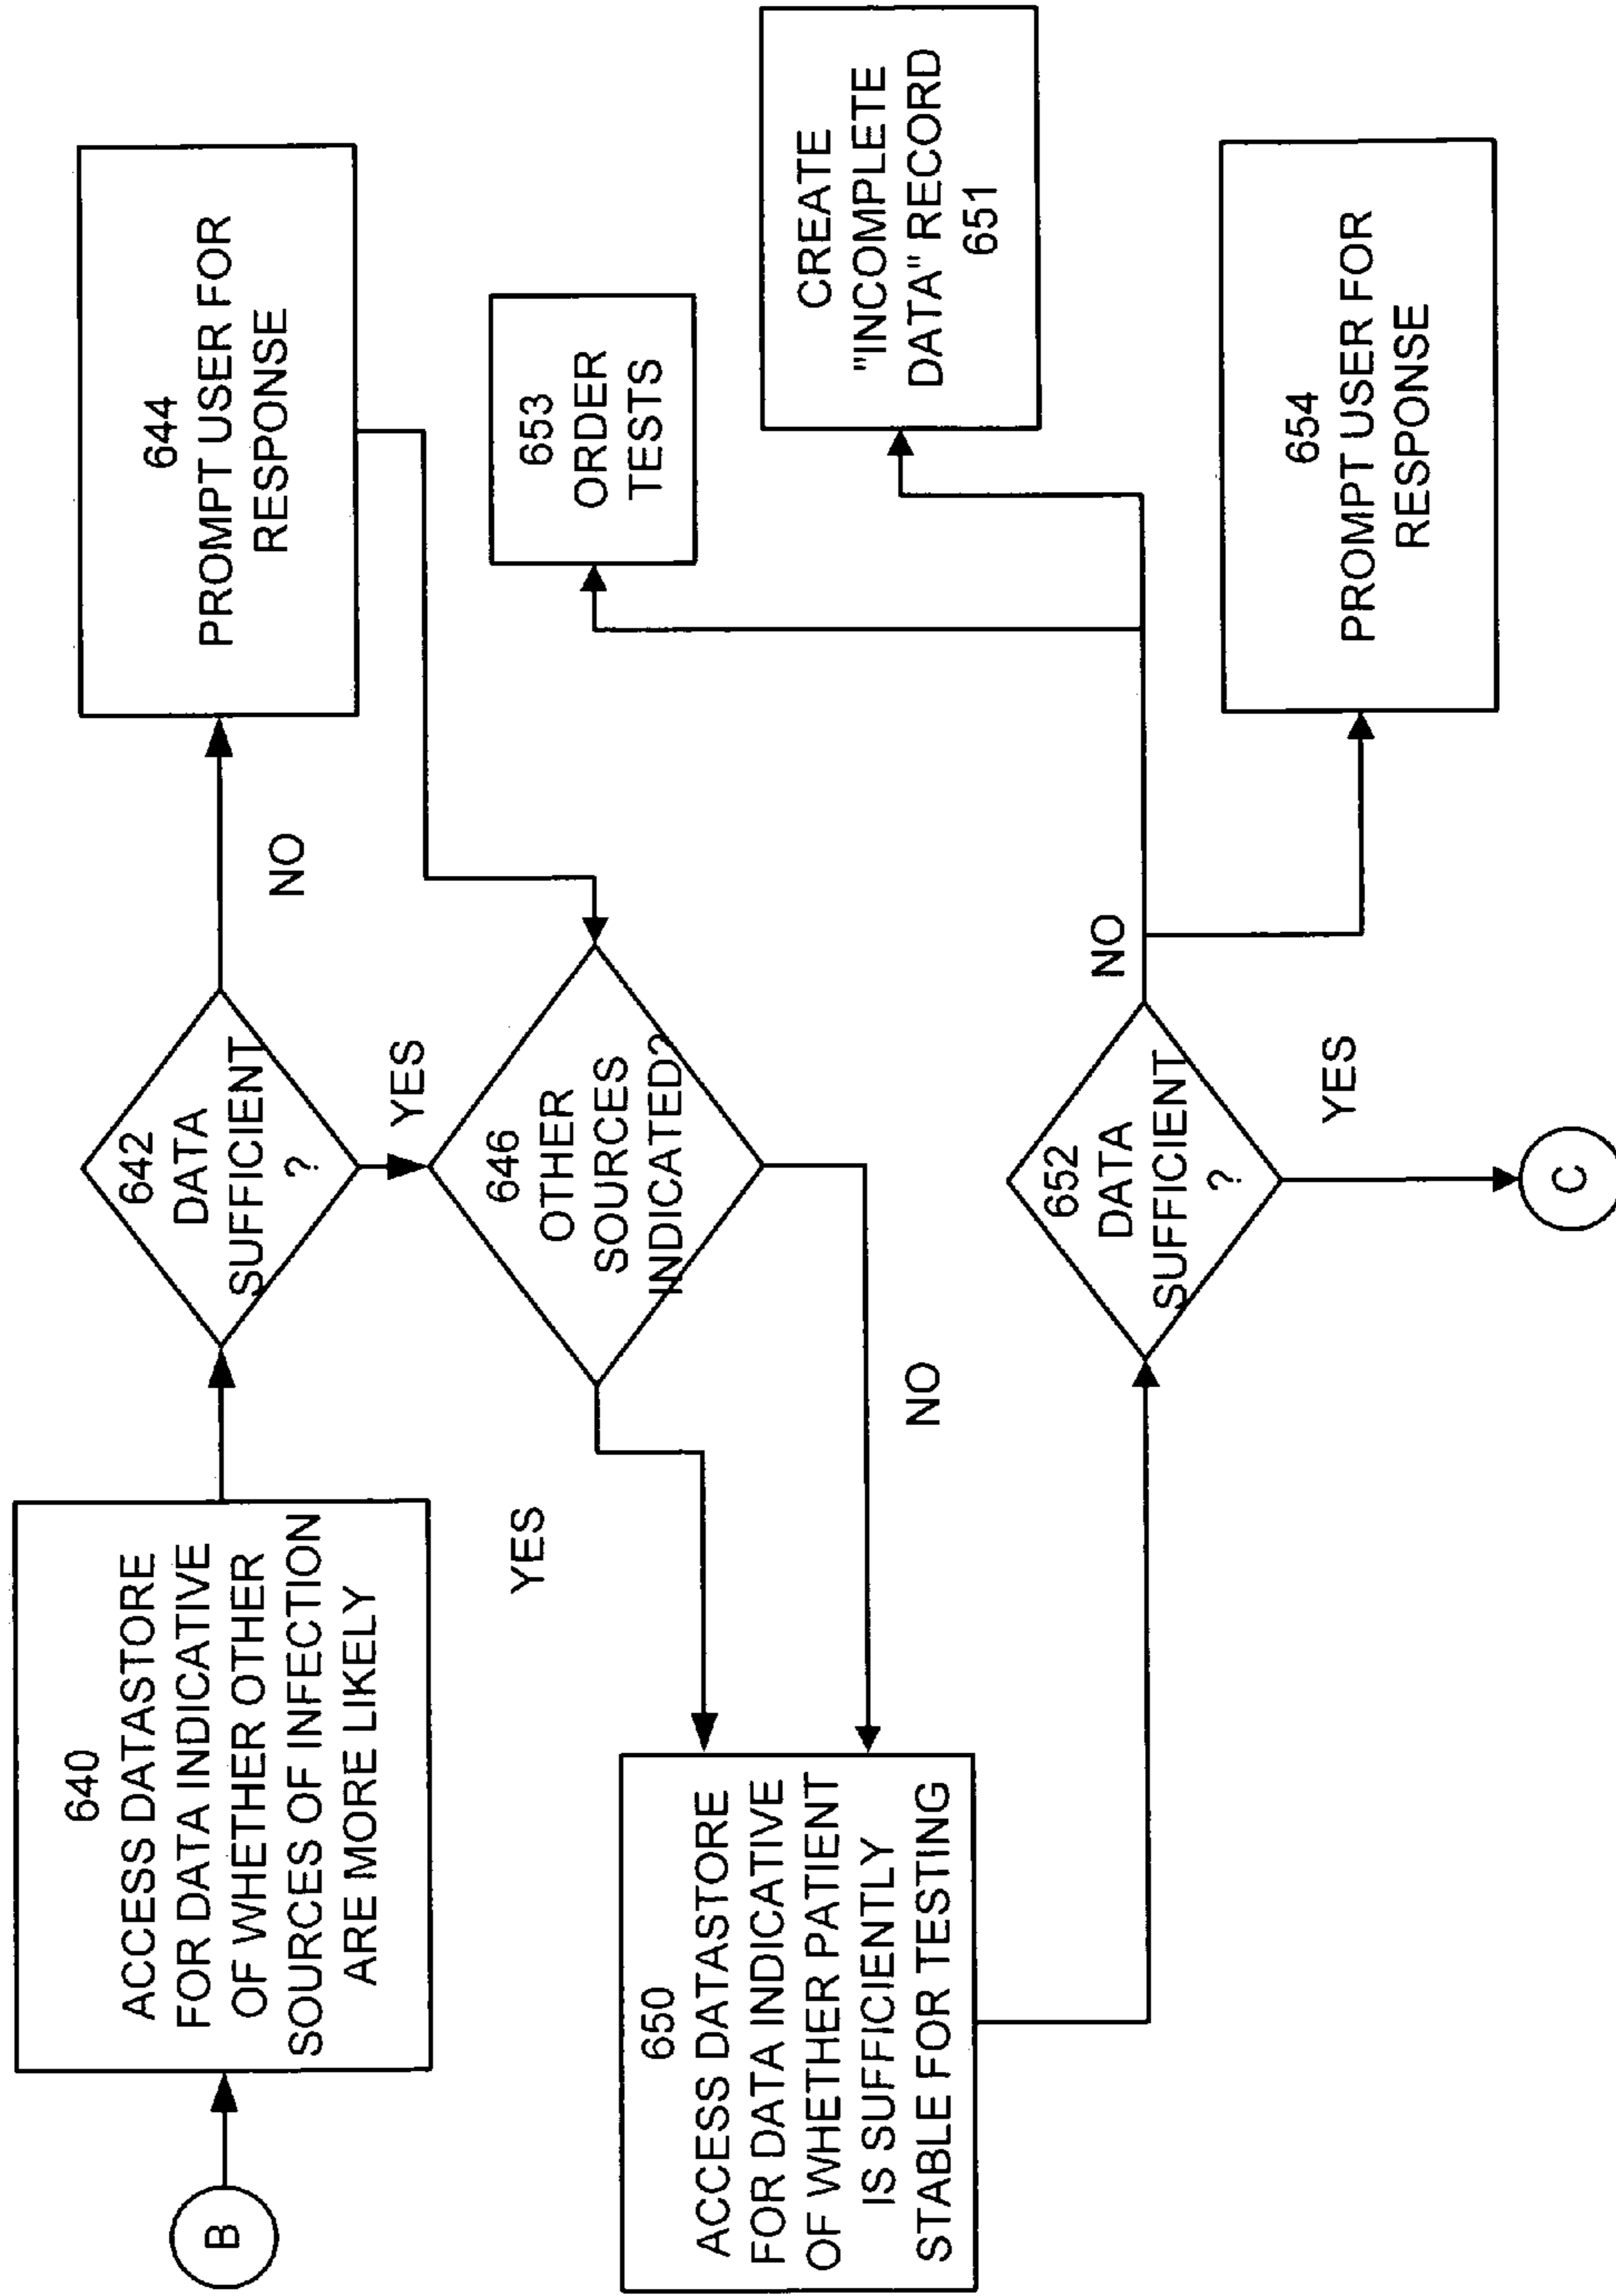 B
640
ACCESS DATASTORE
FOR DATA INDICATIVE
OF WHETHER OTHER
SOURCES OF INFECTION
ARE MORE LIKELY
642
DATA
SUFFICIENT
?
NO
644
PROMPT USER FOR
RESPONSE
YES
646
OTHER
SOURCES
INDICATED?
YES
NO
650
ACCESS DATASTORE
FOR DATA INDICATIVE
OF WHETHER PATIENT
IS SUFFICIENTLY
STABLE FOR TESTING
652
DATA
SUFFICIENT
?
NO
653
ORDER
TESTS
CREATE
"INCOMPLETE
DATA" RECORD
651
654
PROMPT USER FOR
RESPONSE
YES
C